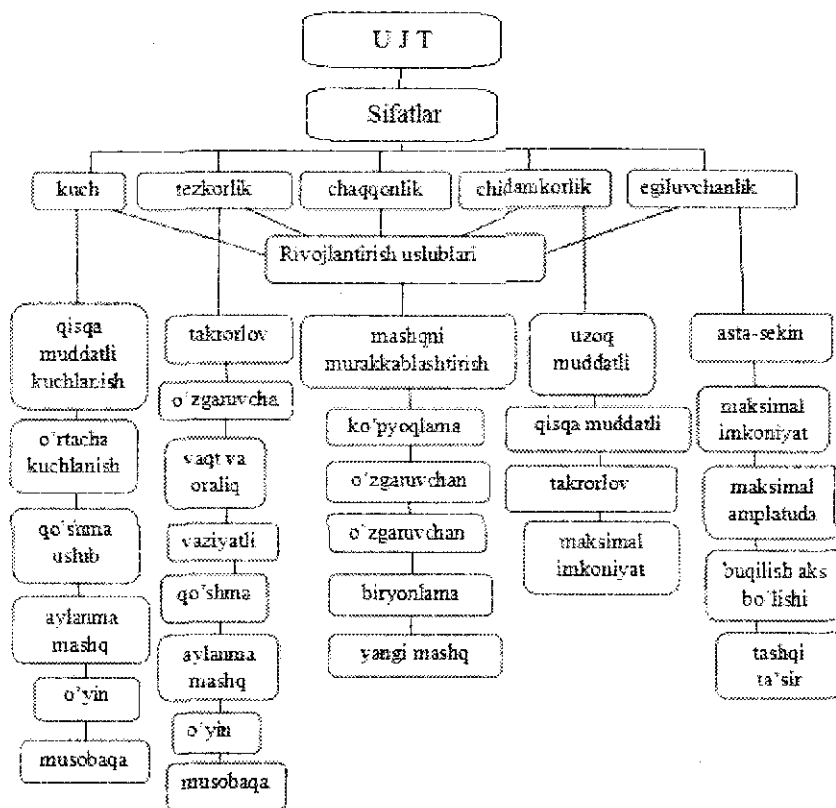 U J T
Sifatlar
kuch
tezkorlik
chaqqonlik
chidamkorlik
egiluvchanlik
Rivojlantirish uslublari
qisqa
muddatli
kuchlanish
o'rtacha
kuchlanish
qo'shma
uslub
aylanma
mashq
o'yin
musobaqa
takrorlov
o'zgaruvcha
vaqt va
oraliq
vaziyatli
qo'shma
aylanma
mashq
o'yin
musobaqa
mashqni
murakkablashtirish
ko'pyoqlama
o'zgaruvchan
o'zgaruvchan
biryonlama
yangi mashq
uzoq
muddatli
qisqa muddatli
takrorlov
maksimal
imkoniyat
asta-sekin
maksimal
imkoniyat
maksimal
amplatuda
buqilish aks
bo'lishi
tashqi
ta'sir